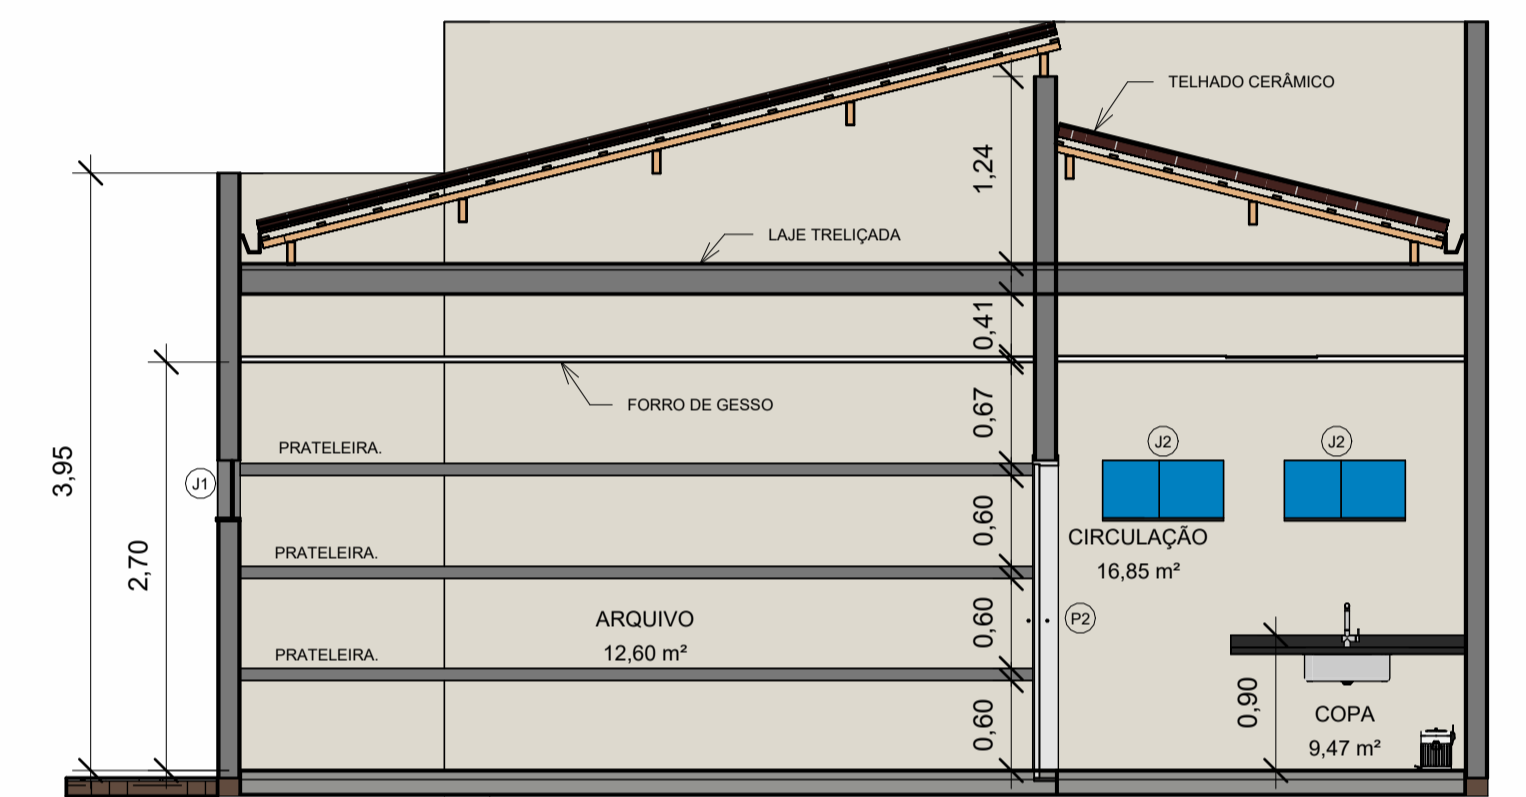 TELHADO CERÂMICO
1,24
LAJE TRELIÇADA
0,41
FORRO DE GESSO
0,67
PRATELEIRA.
J2
J2
3,95
J1
0,60
CIRCULAÇÃO
16,85 m²
2,70
PRATELEIRA.
ARQUIVO
12,60 m²
0,60
P2
PRATELEIRA.
0,60
0,90
COPA
9,47 m²